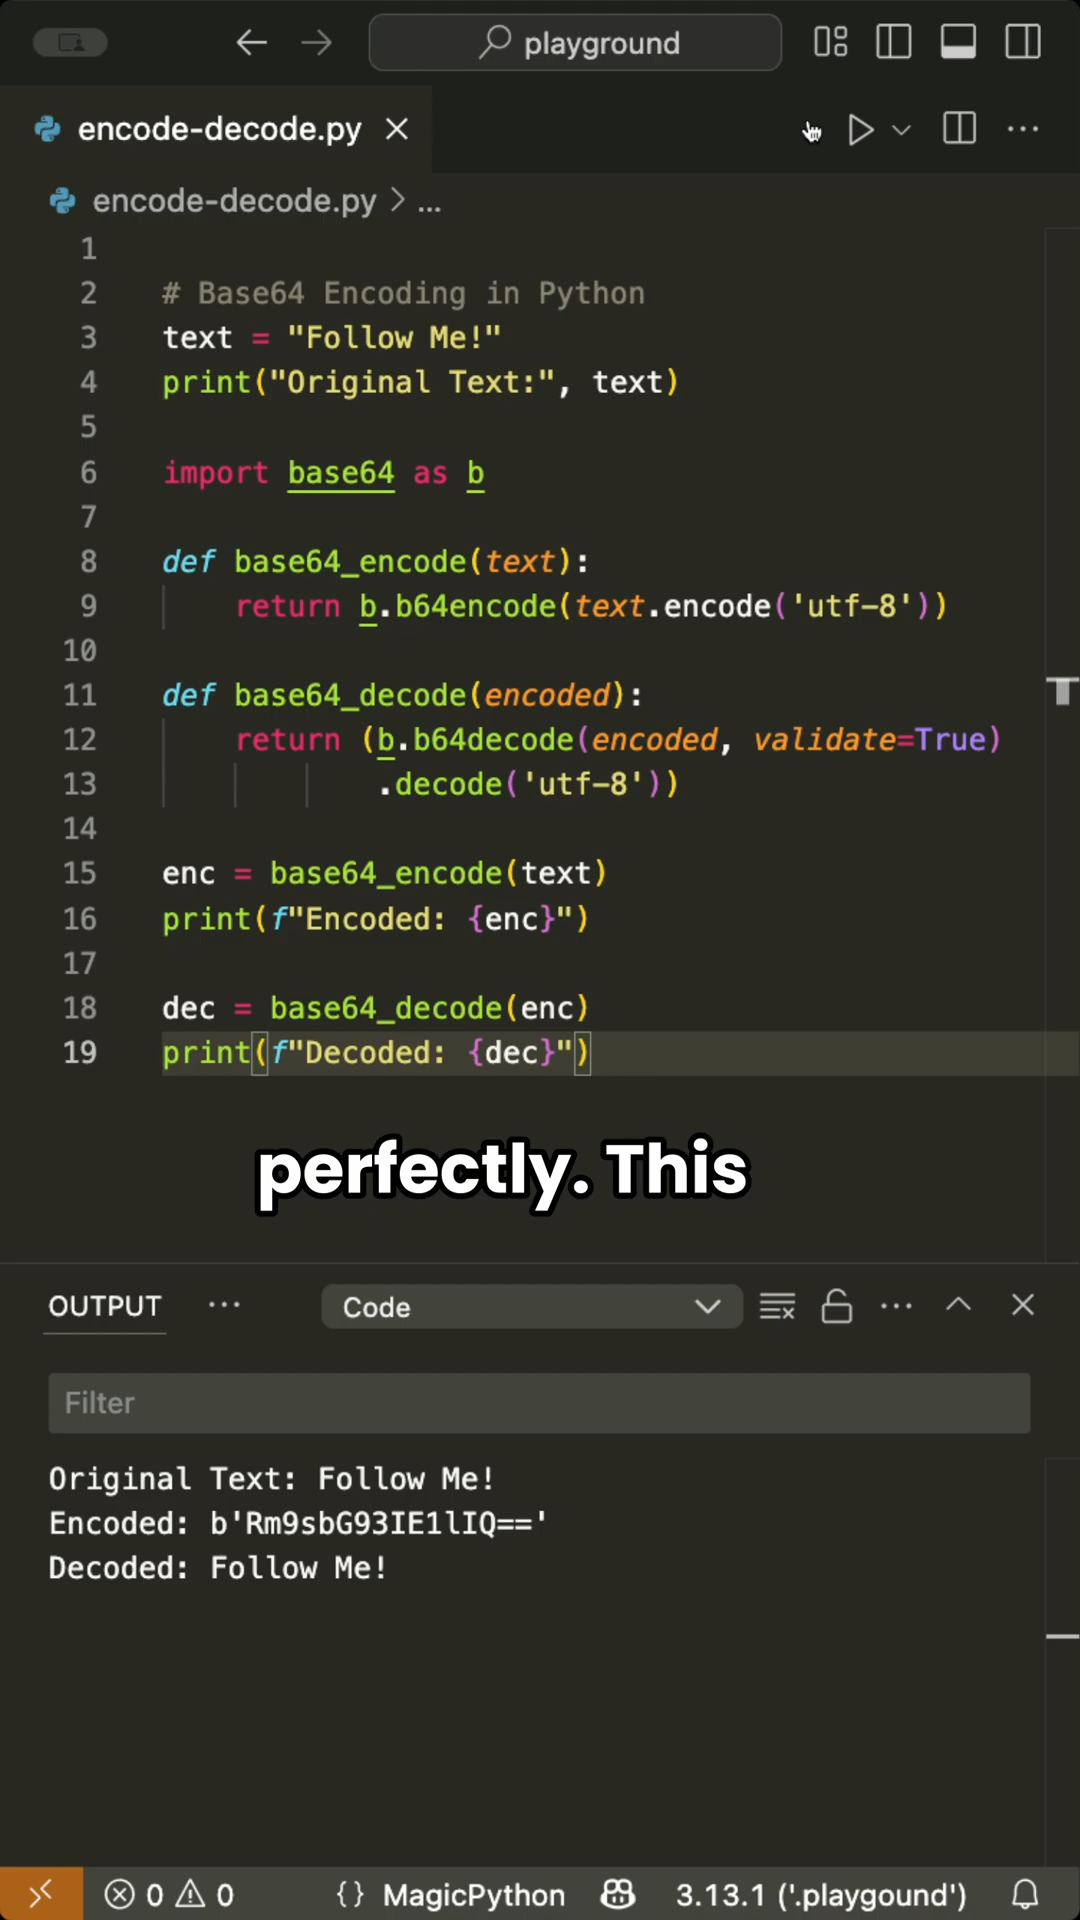 playground
encode-decode.py
encode-decode.py > ...
1
2 # Base64 Encoding in Python
3 text = "Follow Me!"
4 print("Original Text:", text)
5
6 import base64 as b
7
8 def base64_encode(text):
9     return b.b64encode(text.encode('utf-8'))
10
11 def base64_decode(encoded):
12     return (b.b64decode(encoded, validate=True)
13             .decode('utf-8'))
14
15 enc = base64_encode(text)
16 print(f"Encoded: {enc}")
17
18 dec = base64_decode(enc)
19 print(f"Decoded: {dec}")
perfectly. This
OUTPUT ... Code ...
Filter
Original Text: Follow Me!
Encoded: b'Rm9sbG93IE1lIQ=='
Decoded: Follow Me!
0 0 {} MagicPython 3.13.1 ('.playgound')